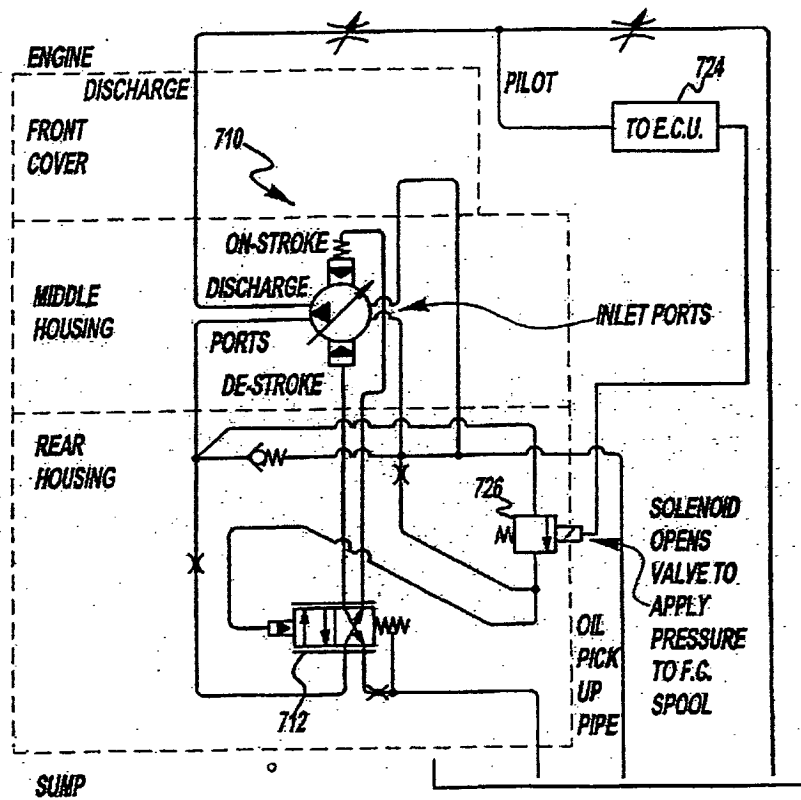 ENGINE
DISCHARGE
FRONT
COVER
PILOT
724
TO E.C.U.
710
ON-STROKE
DISCHARGE
MIDDLE
HOUSING
PORTS
INLET PORTS
DE-STROKE
REAR
HOUSING
726
SOLENOID
OPENS
VALVE TO
APPLY
PRESSURE
TO F.G.
SPOOL
OIL
PICK
UP
PIPE
712
SUMP